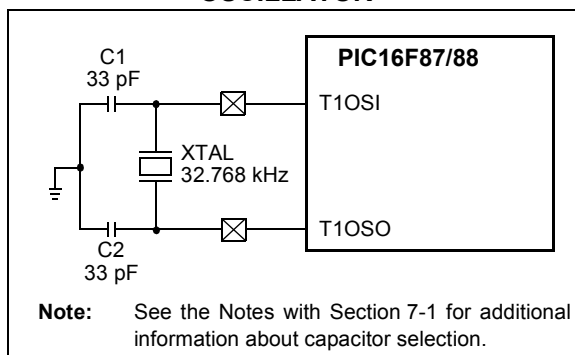 C1
33 pF
PIC16F87/88
T1OSI
XTAL
32.768 kHz
T1OSO
C2
33 pF
Note: See the Notes with Section 7-1 for additional
information about capacitor selection.